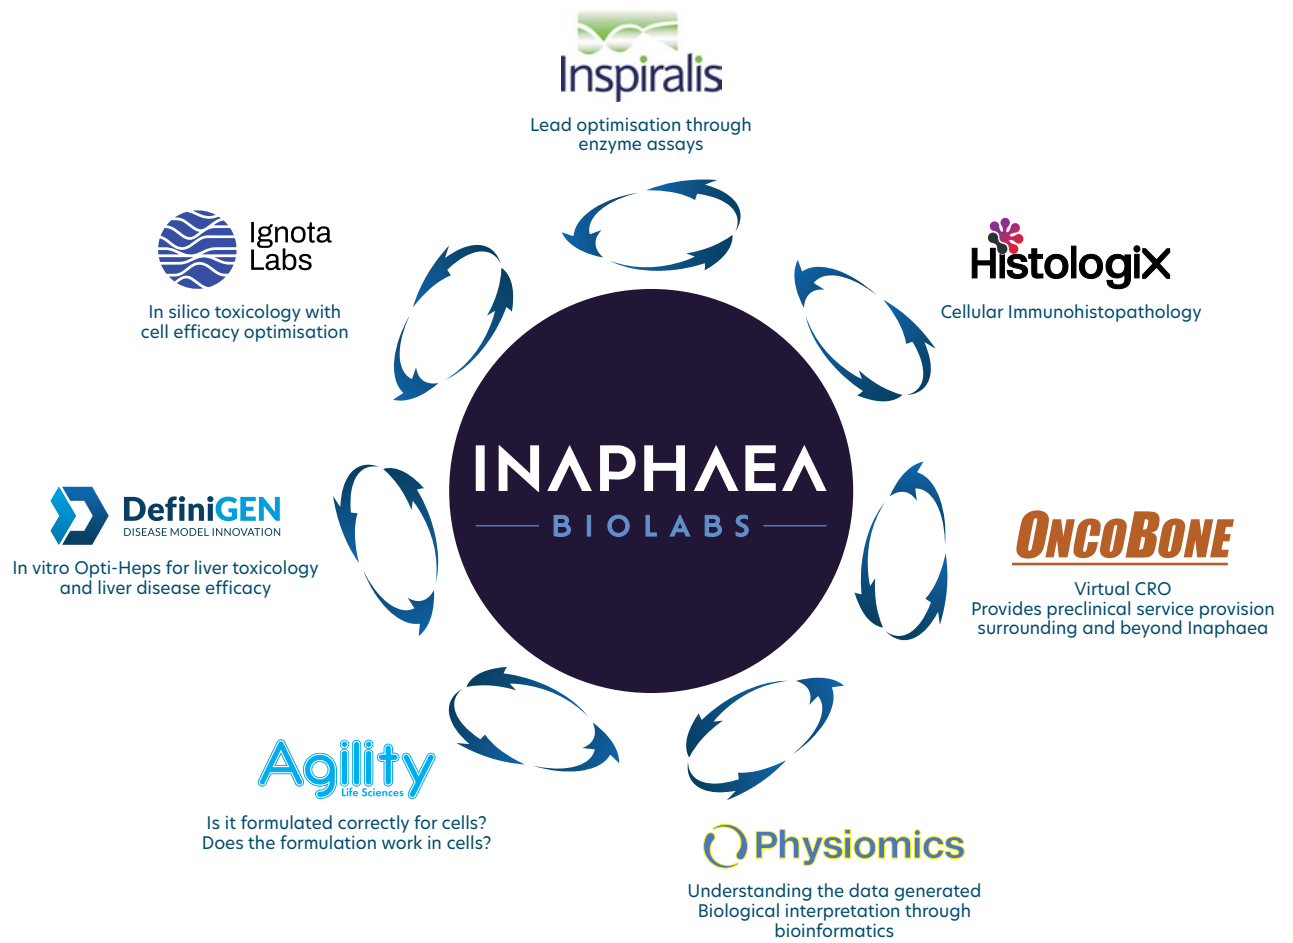 Inspiralis
Lead optimisation through
enzyme assays
Ignota
Labs
In silico toxicology with
cell efficacy optimisation
HistologiX
Cellular Immunohistopathology
INAPHAEA
BIOLABS
DefiniGEN
DISEASE MODEL INNOVATION
In vitro Opti-Heps for liver toxicology
and liver disease efficacy
ONCOBONE
Virtual CRO
Provides preclinical service provision
surrounding and beyond Inaphaea
Agility
Life Sciences
Is it formulated correctly for cells?
Does the formulation work in cells?
Physiomics
Understanding the data generated
Biological interpretation through
bioinformatics